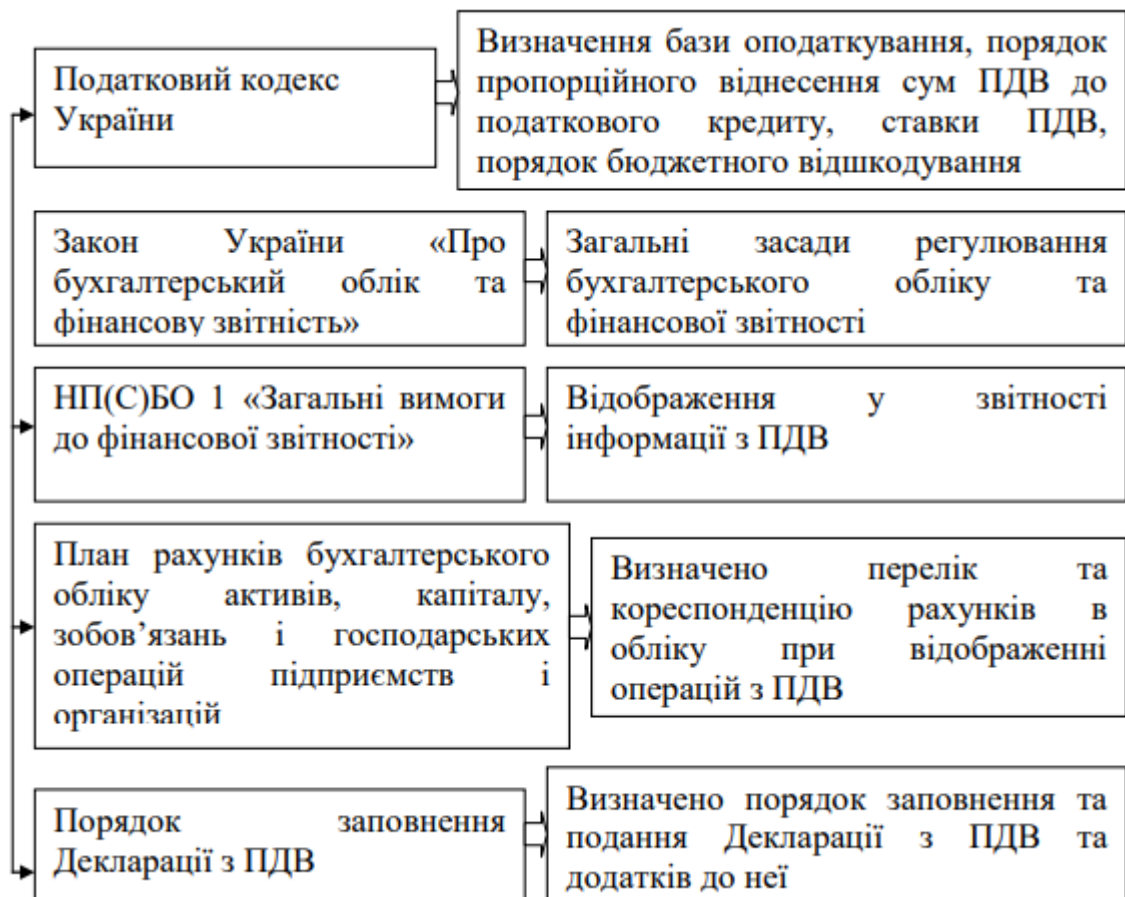 Податковий кодекс
України
Визначення бази оподаткування, порядок
пропорційного віднесення сум ПДВ до
податкового кредиту, ставки ПДВ,
порядок бюджетного відшкодування
Закон України «Про
бухгалтерський облік та
фінансову звітність»
Загальні засади регулювання
бухгалтерського обліку та
фінансової звітності
НП(С)БО 1 «Загальні вимоги
до фінансової звітності»
Відображення у звітності
інформації з ПДВ
План рахунків бухгалтерського
обліку активів, капіталу,
зобов’язань і господарських
операцій підприємств і
організацій
Визначено перелік та
кореспонденцію рахунків в
обліку при відображенні
операцій з ПДВ
Порядок заповнення
Декларації з ПДВ
Визначено порядок заповнення та
подання Декларації з ПДВ та
додатків до неї